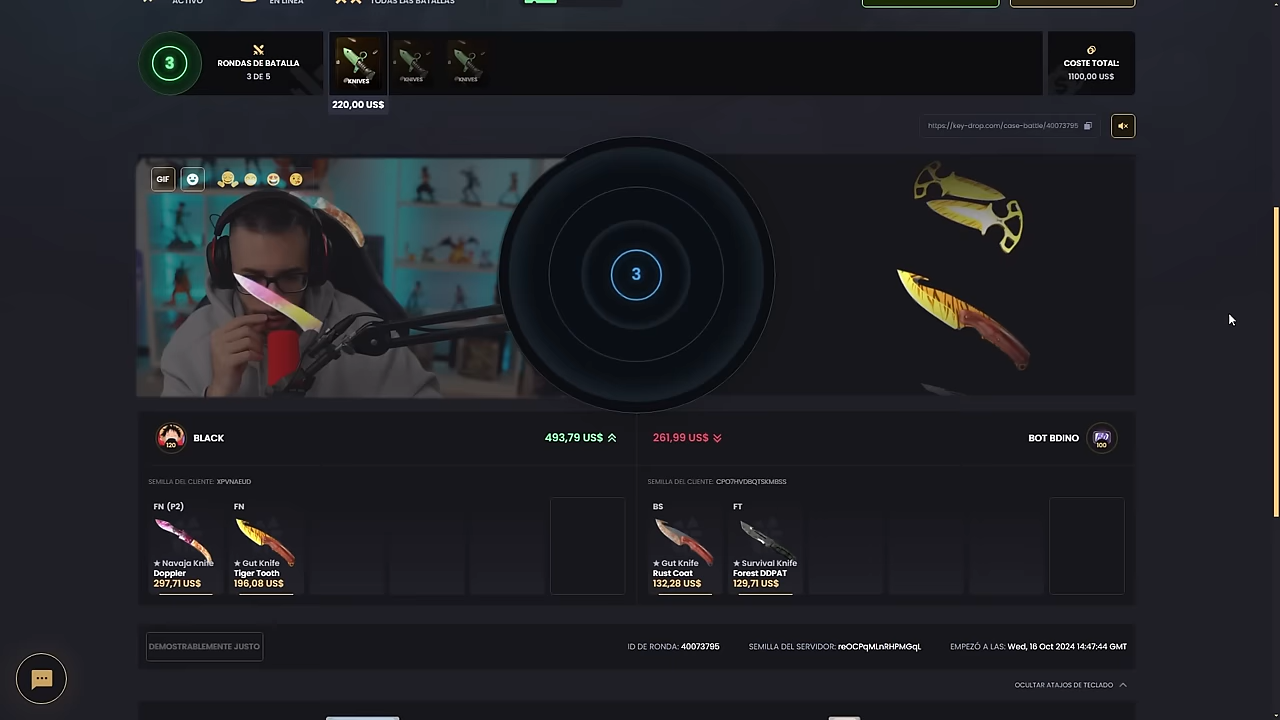 ACTIVO
EN LÍNEA
TODAS LAS BATALLAS
3
RONDAS DE BATALLA
3 DE 5
KNIVES
KNIVES
KNIVES
220,00 US$
COSTE TOTAL:
1100,00 US$
https://key-drop.com/case-battle/40073795
GIF
3
120
BLACK
493,79 US$
261,99 US$
BOT BDINO
100
SEMILLA DEL CLIENTE: XPVNAEUD
SEMILLA DEL CLIENTE: CPO7HVDBQTSKMBSS
FN (P2)
★ Navaja Knife
Doppler
297,71 US$
FN
★ Gut Knife
Tiger Tooth
196,08 US$
BS
★ Gut Knife
Rust Coat
132,28 US$
FT
★ Survival Knife
Forest DDPAT
129,71 US$
DEMOSTRABLEMENTE JUSTO
ID DE RONDA: 40073795
SEMILLA DEL SERVIDOR: reOCPqMLnRHPMGqL
EMPEZÓ A LAS: Wed, 16 Oct 2024 14:47:44 GMT
OCULTAR ATAJOS DE TECLADO